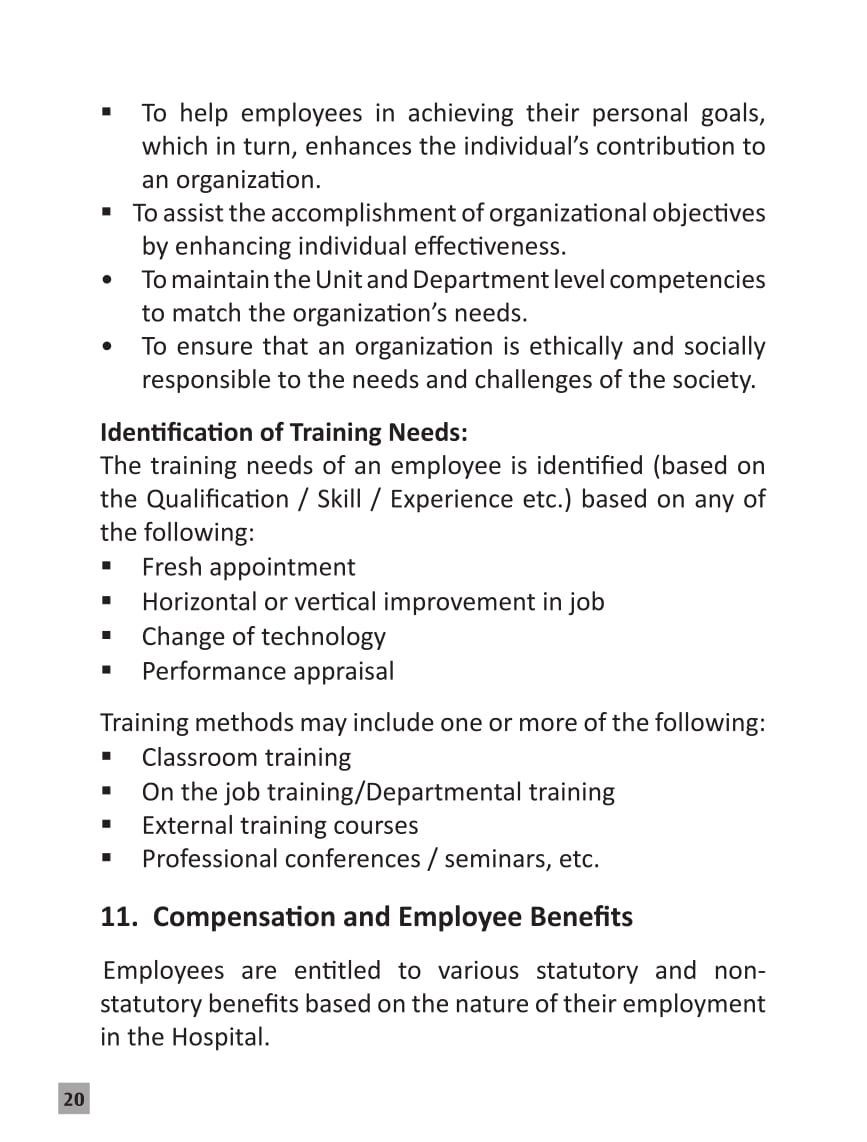 ▪ To help employees in achieving their personal goals,
which in turn, enhances the individual’s contribution to
an organization.
▪ To assist the accomplishment of organizational objectives
by enhancing individual effectiveness.
• To maintain the Unit and Department level competencies
to match the organization’s needs.
• To ensure that an organization is ethically and socially
responsible to the needs and challenges of the society.
Identification of Training Needs:
The training needs of an employee is identified (based on
the Qualification / Skill / Experience etc.) based on any of
the following:
▪ Fresh appointment
▪ Horizontal or vertical improvement in job
▪ Change of technology
▪ Performance appraisal
Training methods may include one or more of the following:
▪ Classroom training
▪ On the job training/Departmental training
▪ External training courses
▪ Professional conferences / seminars, etc.
11. Compensation and Employee Benefits
Employees are entitled to various statutory and non-
statutory benefits based on the nature of their employment
in the Hospital.
20